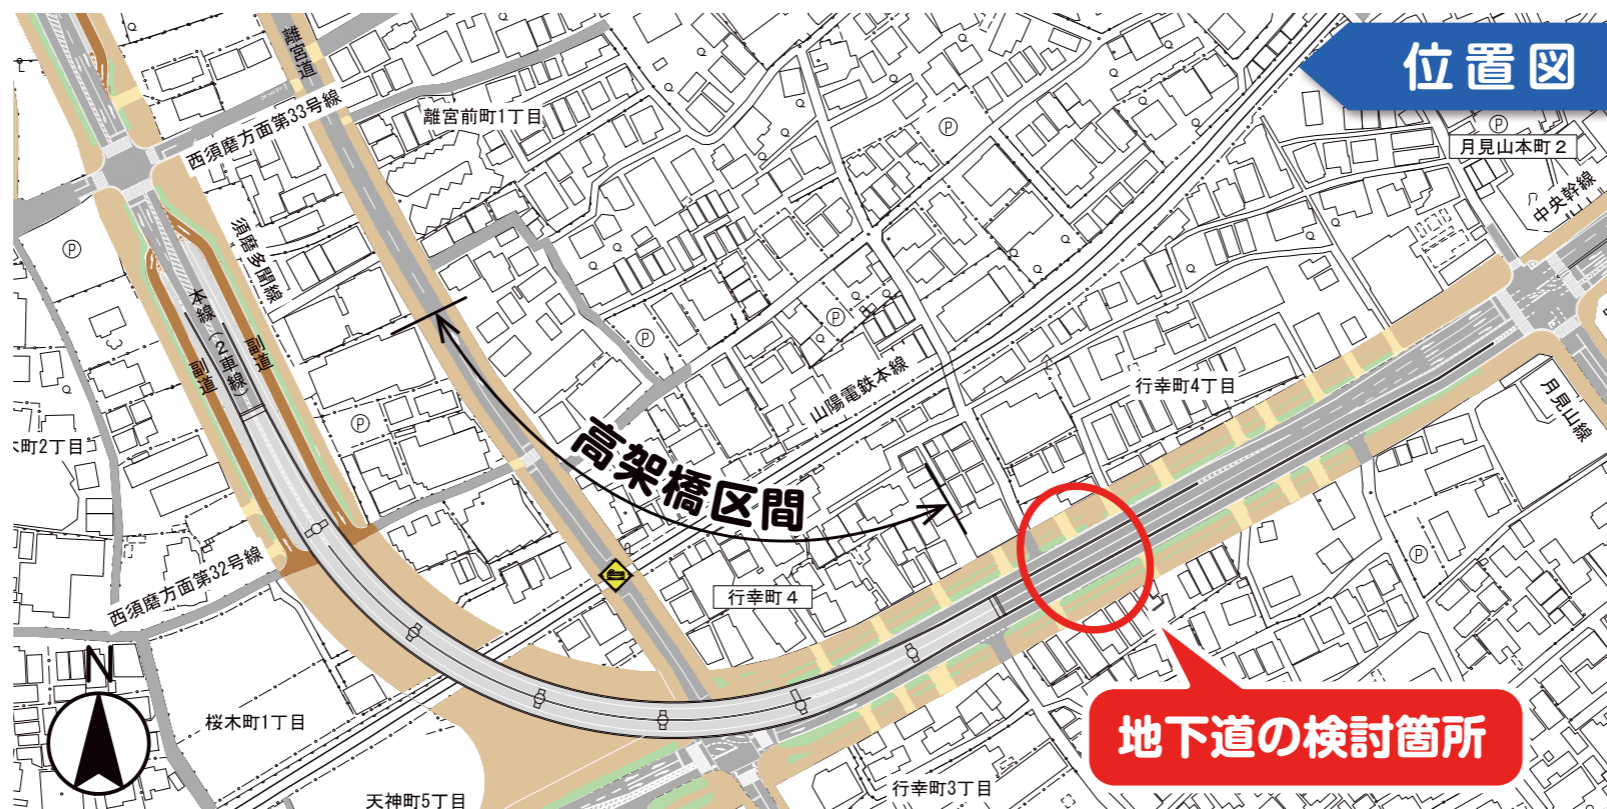 位置図
離宮道
西須磨方面第33号線
離宮前町1丁目
月見山本町2
中央幹線
須磨多聞線
本線(2車線)
副道
副道
山陽電鉄本線
行幸町4丁目
月見山線
町2丁目
高架橋区間
西須磨方面第32号線
行幸町4
N
桜木町1丁目
地下道の検討箇所
天神町5丁目
行幸町3丁目
P
P
P
P
P
P
P